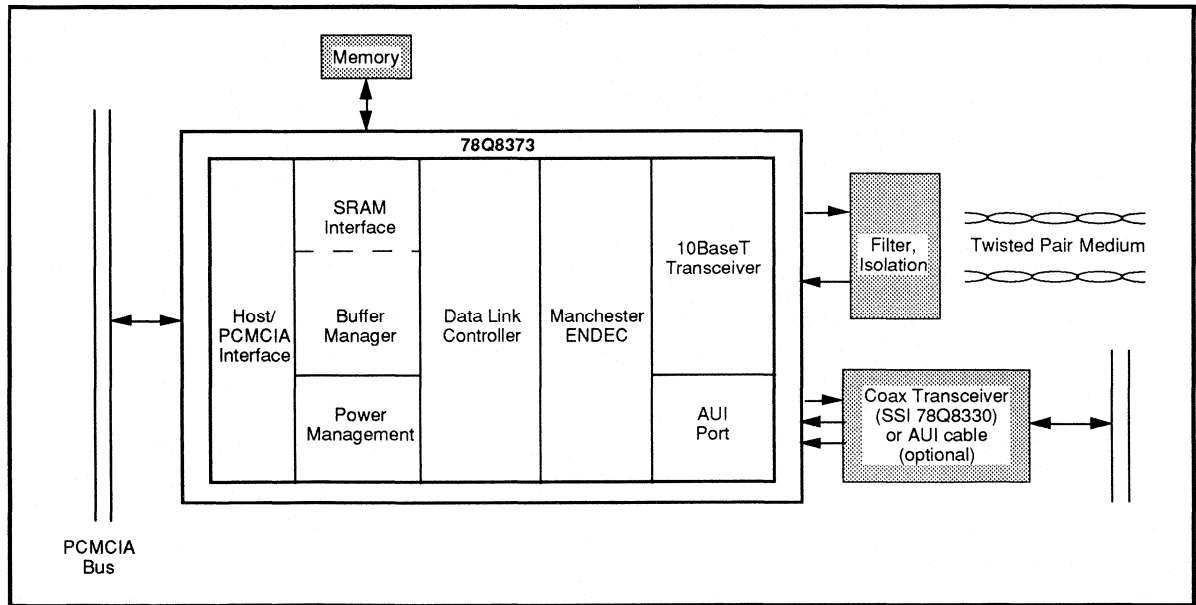 Memory
78Q8373
SRAM
Interface
10BaseT
Transceiver
Filter,
Isolation
Twisted Pair Medium
Host/
PCMCIA
Interface
Buffer
Manager
Data Link
Controller
Manchester
ENDEC
Power
Management
AUI
Port
Coax Transceiver
(SSI 78Q8330)
or AUI cable
(optional)
PCMCIA
Bus